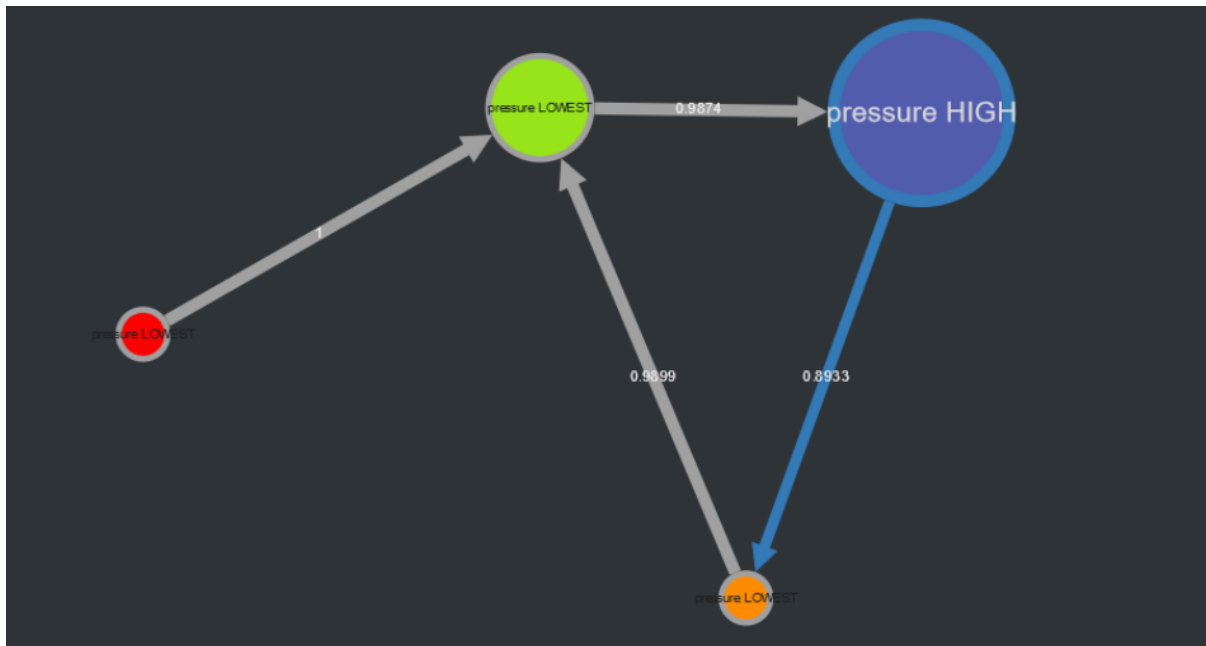 pressure LOWEST
0.9874
pressure HIGH
1
pressure LOWEST
0.9899
0.8933
pressure LOWEST